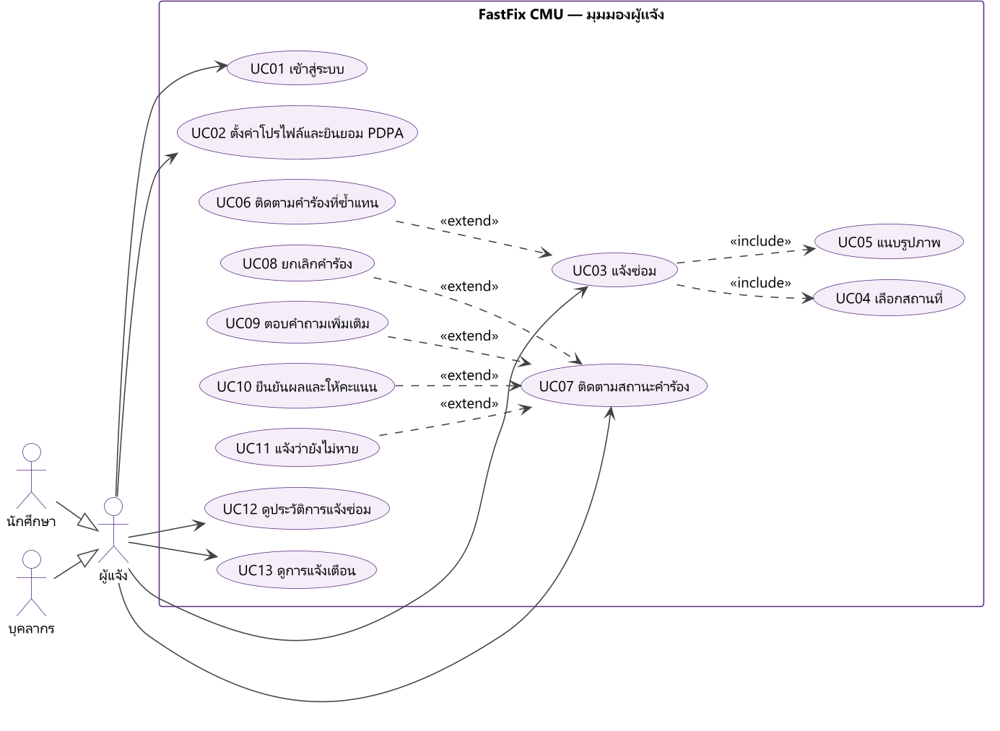 FastFix CMU — มุมมองผู้แจ้ง
UC01 เข้าสู่ระบบ
UC02 ตั้งค่าโปรไฟล์และยินยอม PDPA
UC06 ติดตามคำร้องที่ซ้ำแทน
«extend»
UC08 ยกเลิกคำร้อง
«extend»
UC09 ตอบคำถามเพิ่มเติม
«extend»
UC10 ยืนยันผลและให้คะแนน
«extend»
UC11 แจ้งว่ายังไม่หาย
«extend»
UC12 ดูประวัติการแจ้งซ่อม
UC13 ดูการแจ้งเตือน
UC03 แจ้งซ่อม
UC07 ติดตามสถานะคำร้อง
«include»
UC05 แนบรูปภาพ
«include»
UC04 เลือกสถานที่
นักศึกษา
ผู้แจ้ง
บุคลากร